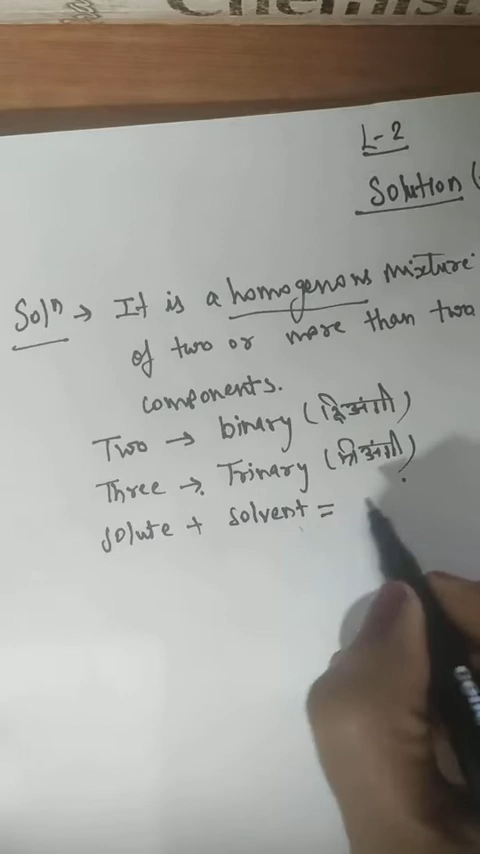 Chemist
L-2
Solution (
Solⁿ → It is a homogenous mixture
of two or more than two
components.
Two → binary (द्विअंगी)
Three → Trinary (त्रिअंगी)
solute + solvent =